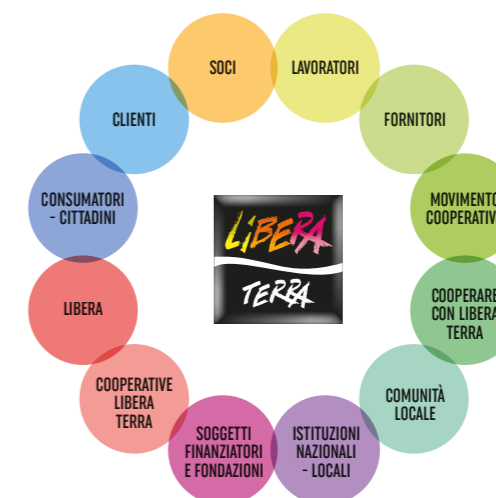 SOCI
LAVORATORI
FORNITORI
MOVIMENTO
COOPERATIV
COOPERARE
CON LIBERA
TERRA
COMUNITÀ
LOCALE
ISTITUZIONI
NAZIONALI
- LOCALI
SOGGETTI
FINANZIATORI
E FONDAZIONI
COOPERATIVE
LIBERA
TERRA
LIBERA
CONSUMATORI
- CITTADINI
CLIENTI
LIBERA
TERRA